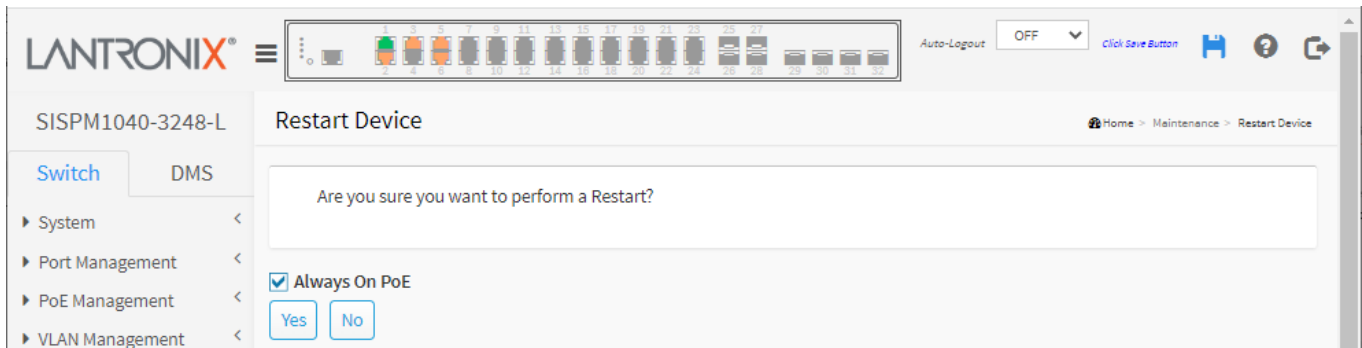 LANTRONIX®
1 3 5 7 9 11 13 15 17 19 21 23 25 27
2 4 6 8 10 12 14 16 18 20 22 24 26 28 29 30 31 32
Auto-Logout OFF Click Save Button
SISPM1040-3248-L
Restart Device
Home > Maintenance > Restart Device
Switch DMS
Are you sure you want to perform a Restart?
System
Port Management
Always On PoE
PoE Management
Yes No
VLAN Management